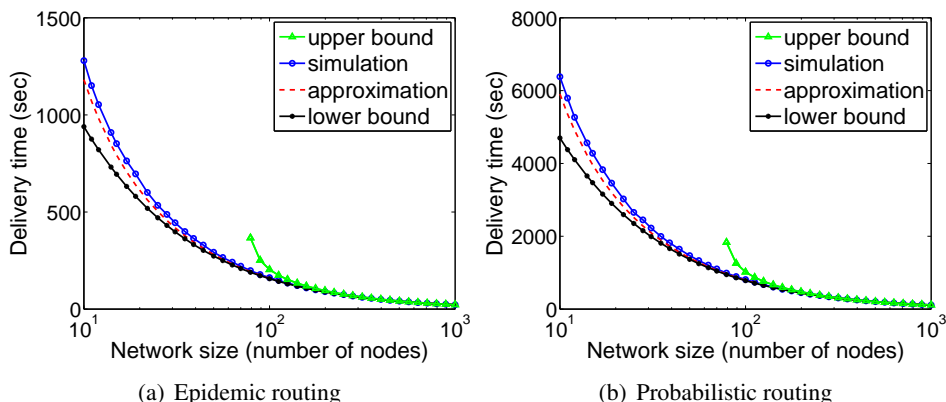 1500
1000
500
0
10^1
10^2
10^3
Delivery time (sec)
Network size (number of nodes)
upper bound
simulation
approximation
lower bound
(a) Epidemic routing
8000
6000
4000
2000
0
10^1
10^2
10^3
Delivery time (sec)
Network size (number of nodes)
upper bound
simulation
approximation
lower bound
(b) Probabilistic routing